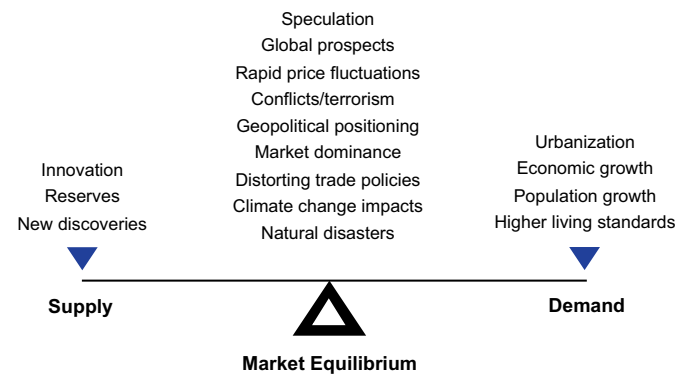 Speculation
Global prospects
Rapid price fluctuations
Conflicts/terrorism
Geopolitical positioning
Market dominance
Distorting trade policies
Climate change impacts
Natural disasters
Innovation
Reserves
New discoveries
Urbanization
Economic growth
Population growth
Higher living standards
Supply
Demand
Market Equilibrium